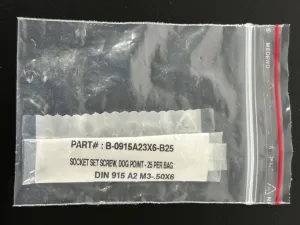 PART# : B-0915A23X6-B25
SOCKET SET SCREW, DOG POINT - 25 PER BAG
DIN 915 A2 M3-.50X6